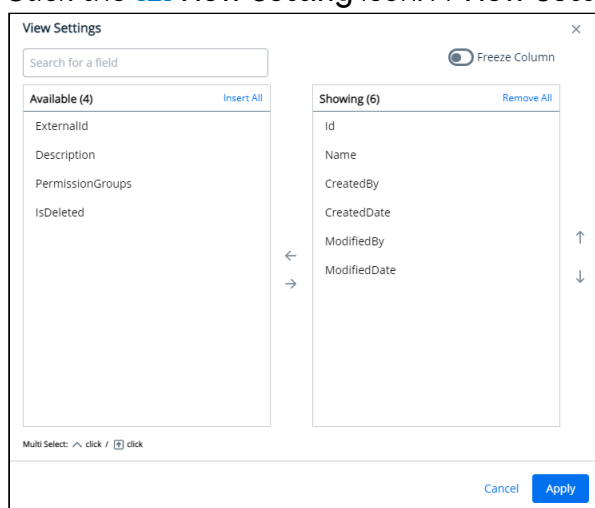 View Settings
Search for a field
Freeze Column
Available (4) Insert All
Showing (6) Remove All
ExternalId
Description
PermissionGroups
IsDeleted
Id
Name
CreatedBy
CreatedDate
ModifiedBy
ModifiedDate
Multi Select: click / click
Cancel Apply